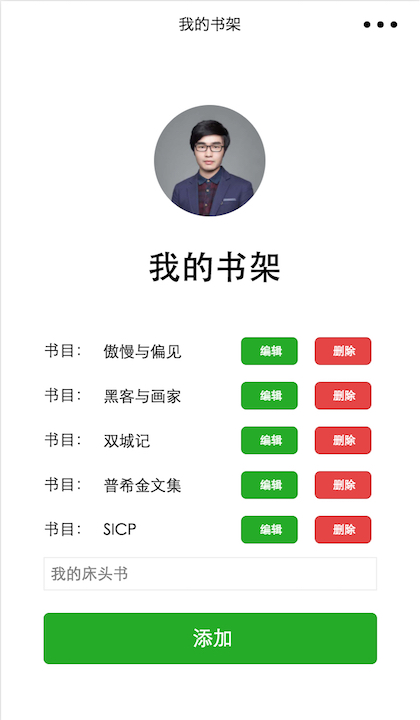 我的书架
我的书架
书目： 傲慢与偏见 编辑 删除
书目： 黑客与画家 编辑 删除
书目： 双城记 编辑 删除
书目： 普希金文集 编辑 删除
书目： SICP 编辑 删除
我的床头书
添加